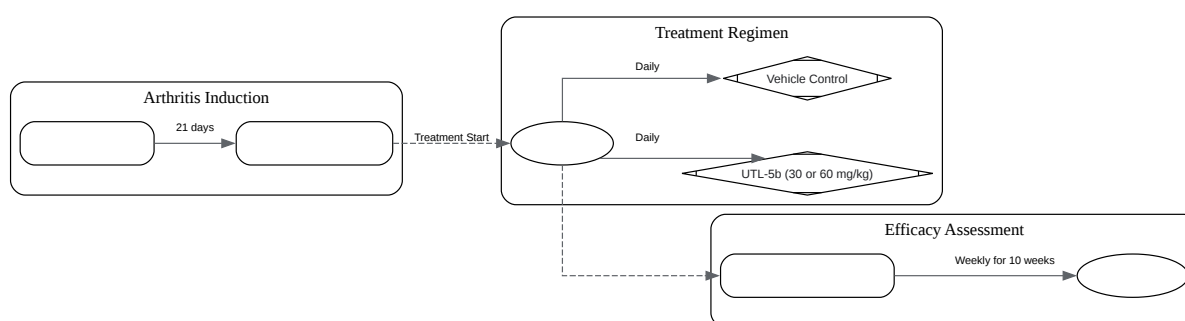 Arthritis Induction
21 days
Treatment Start
Treatment Regimen
Daily
Vehicle Control
Daily
UTL-5b (30 or 60 mg/kg)
Efficacy Assessment
Weekly for 10 weeks